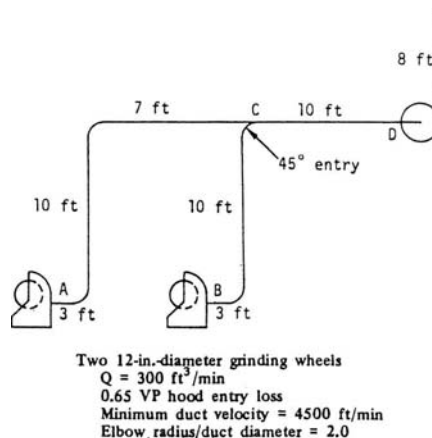 8 ft
7 ft
C
10 ft
D
45° entry
10 ft
10 ft
A
B
3 ft
3 ft
Two 12-in.-diameter grinding wheels
Q = 300 ft³/min
0.65 VP hood entry loss
Minimum duct velocity = 4500 ft/min
Elbow radius/duct diameter = 2.0